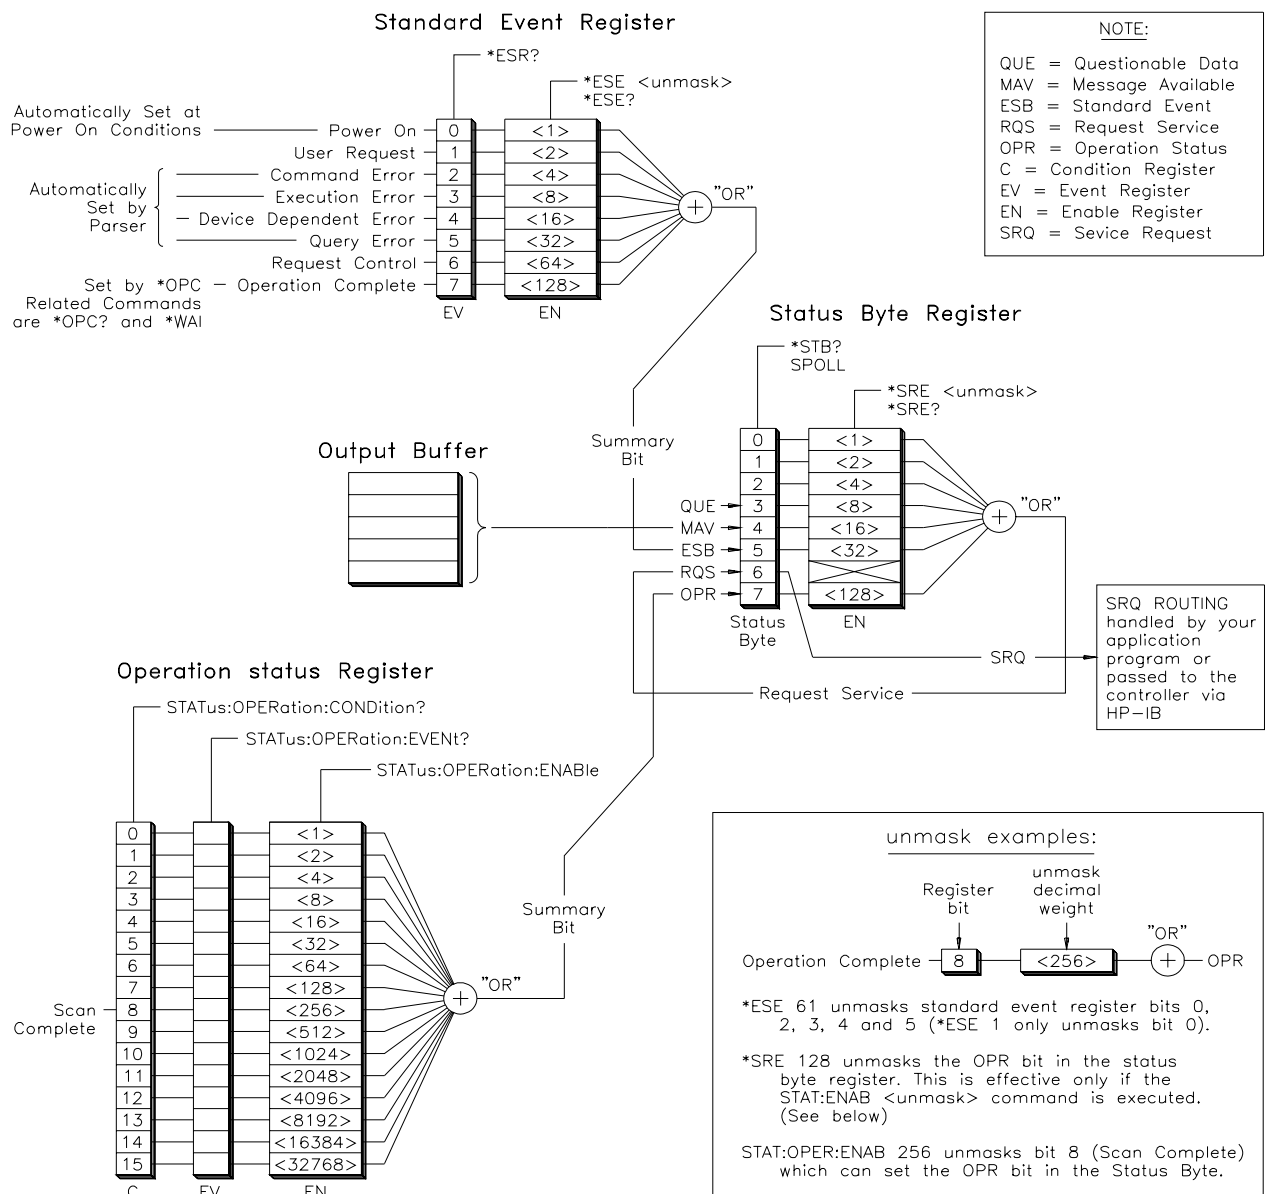 Standard Event Register
*ESR?
*ESE <unmask>
*ESE?
Automatically Set at
Power On Conditions
Power On
0
<1>
User Request
1
<2>
Command Error
2
<4>
Automatically
Set by
Parser
Execution Error
3
<8>
Device Dependent Error
4
<16>
Query Error
5
<32>
Request Control
6
<64>
Set by *OPC
Related Commands
are *OPC? and *WAI
Operation Complete
7
<128>
EV
EN
+
"OR"
NOTE:
QUE = Questionable Data
MAV = Message Available
ESB = Standard Event
RQS = Request Service
OPR = Operation Status
C = Condition Register
EV = Event Register
EN = Enable Register
SRQ = Sevice Request
Status Byte Register
*STB?
SPOLL
*SRE <unmask>
*SRE?
Summary
Bit
Output Buffer
0
<1>
1
<2>
2
<4>
QUE
3
<8>
MAV
4
<16>
ESB
5
<32>
RQS
6
OPR
7
<128>
Status
Byte
EN
+
"OR"
SRQ
Request Service
SRQ ROUTING
handled by your
application
program or
passed to the
controller via
HP-IB
Operation status Register
STATus:OPERation:CONDition?
STATus:OPERation:EVENt?
STATus:OPERation:ENABle
0
<1>
1
<2>
2
<4>
3
<8>
4
<16>
5
<32>
6
<64>
7
<128>
Scan
Complete
8
<256>
9
<512>
10
<1024>
11
<2048>
12
<4096>
13
<8192>
14
<16384>
15
<32768>
C
EV
EN
+
"OR"
Summary
Bit
unmask examples:
Register
bit
unmask
decimal
weight
Operation Complete
8
<256>
+
"OR"
OPR
*ESE 61 unmasks standard event register bits 0,
2, 3, 4 and 5 (*ESE 1 only unmasks bit 0).
*SRE 128 unmasks the OPR bit in the status
byte register. This is effective only if the
STAT:ENAB <unmask> command is executed.
(See below)
STAT:OPER:ENAB 256 unmasks bit 8 (Scan Complete)
which can set the OPR bit in the Status Byte.